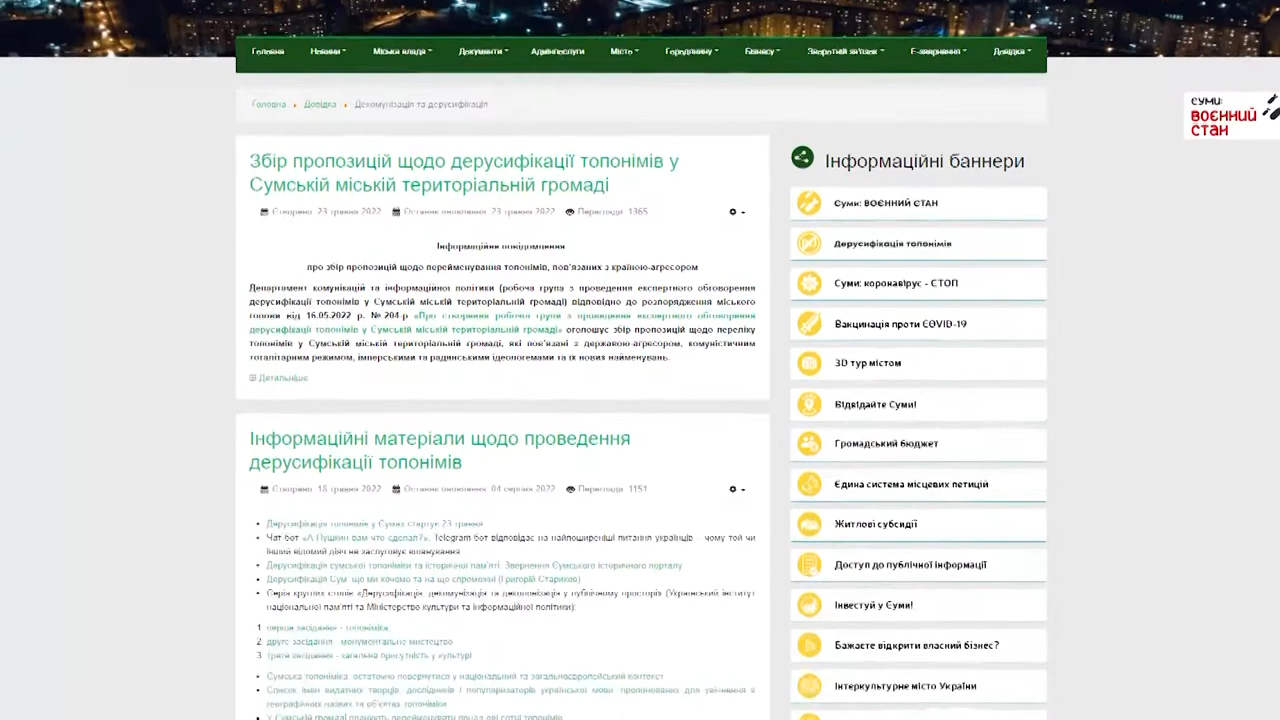 Головна Новини Міська влада Документи Адмінпослуги Місто Городянину Бізнесу Зворотній зв'язок Е-звернення Довідка
Головна Довідка Декомунізація та дерусифікація
СУМИ:
ВОЄННИЙ
СТАН
Збір пропозицій щодо дерусифікації топонімів у
Сумській міській територіальній громаді
Створено 23 травня 2022 Останнє оновлення 23 травня 2022 Перегляди 1365
Інформаційне повідомлення
про збір пропозицій щодо перейменування топонімів, пов'язаних з країною-агресором
Департамент комунікацій та інформаційної політики (робоча група з проведення експертного обговорення
дерусифікації топонімів у Сумській міській територіальній громаді) відповідно до розпорядження міського
голови від 16.05.2022 р. №204-р «Про створення робочої групи з проведення експертного обговорення
дерусифікації топонімів у Сумській міській територіальній громаді» оголошує збір пропозицій щодо переліку
топонімів у Сумській міській територіальній громаді, які пов'язані з державою-агресором, комуністичним
тоталітарним режимом, імперськими та радянськими ідеологемами та їх нових найменувань.
Детальніше
Інформаційні матеріали щодо проведення
дерусифікації топонімів
Створено 18 травня 2022 Останнє оновлення 04 серпня 2022 Перегляди 1151
Дерусифікація топонімів у Сумах стартує 23 травня
Чат бот «А Пушкин вам что сделал?». Telegram бот відповідає на найпоширеніші питання українців - чому той чи
інший відомий діяч не заслуговує вшанування
Дерусифікація сумської топоніміки та історичної пам'яті. Звернення Сумського історичного порталу
Дерусифікація Сум: що ми хочемо та на що спроможні (Григорій Старихов)
Серія круглих столів «Дерусифікація, декомунізація та деколонізація у публічному просторі» (Український інститут
національної пам'яті та Міністерство культури та інформаційної політики):
1 перше засідання - топоніміка
2 друге засідання - монументальне мистецтво
3 третє засідання - загальна присутність у культурі
Сумська топоніміка: остаточно повернутися у національний та загальноєвропейський контекст
Список імен видатних творців, дослідників і популяризаторів української мови, пропонованих для увічнення в
географічних назвах та об'єктах топоніміки
У Сумській громаді планують перейменувати понад дві сотні топонімів
Інформаційні баннери
Суми: ВОЄННИЙ СТАН
Дерусифікація топонімів
Суми: коронавірус - СТОП
Вакцинація проти COVID-19
3D тур містом
Відвідайте Суми!
Громадський бюджет
Єдина система місцевих петицій
Житлові субсидії
Доступ до публічної інформації
Інвестуй у Суми!
Бажаєте відкрити власний бізнес?
Інтеркультурне місто України